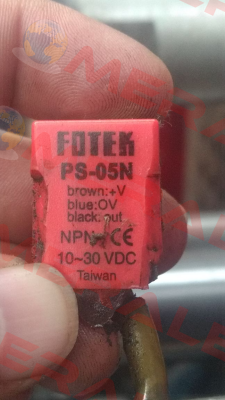 FOTEK
PS-05N
brown:+V
blue:0V
black:out
NPN CE
10~30 VDC
Taiwan